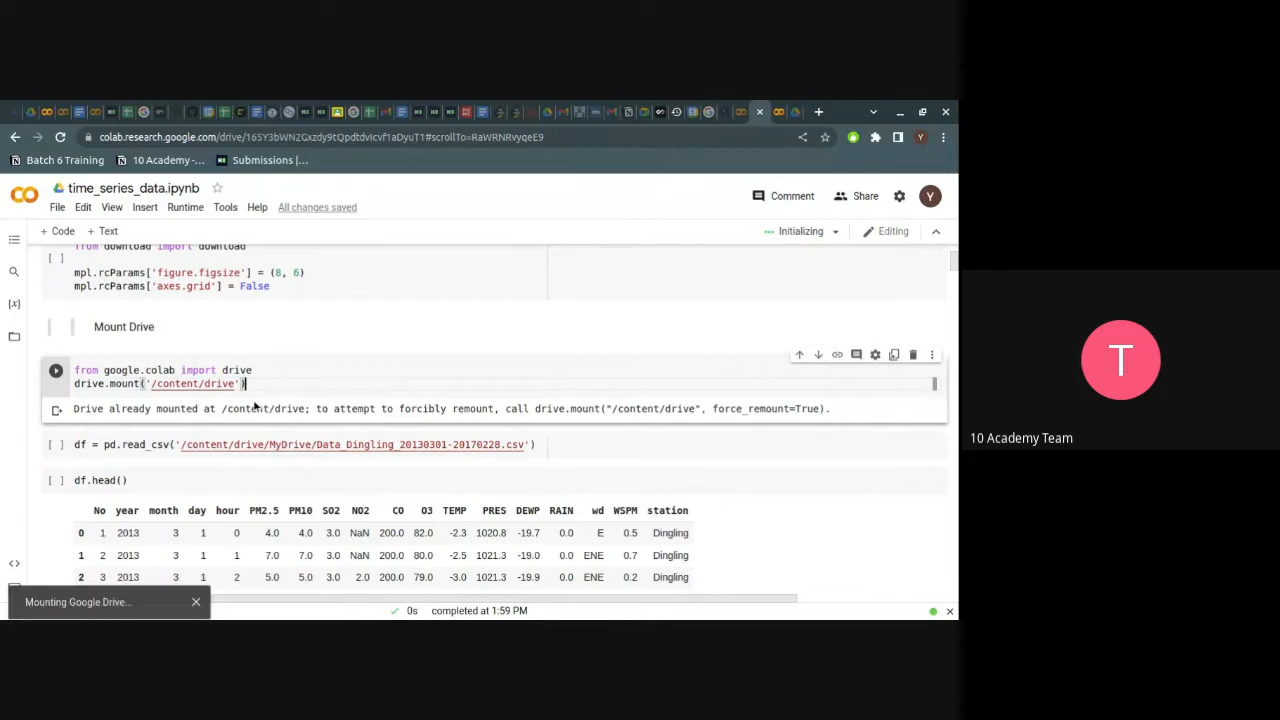 colab.research.google.com/drive/165Y3bWN2Gxzdy9tQpdtdvIcvf1aDyuT1#scrollTo=RaWRNRvyqeE9
Y
Batch 6 Training
10 Academy -...
Submissions |...
time_series_data.ipynb
Comment
Share
Y
File Edit View Insert Runtime Tools Help All changes saved
+ Code + Text
Initializing
Editing
from download import download
[ ]
mpl.rcParams['figure.figsize'] = (8, 6)
mpl.rcParams['axes.grid'] = False
Mount Drive
from google.colab import drive
drive.mount('/content/drive')
Drive already mounted at /content/drive; to attempt to forcibly remount, call drive.mount("/content/drive", force_remount=True).
[ ] df = pd.read_csv('/content/drive/MyDrive/Data_Dingling_20130301-20170228.csv')
[ ] df.head()
No year month day hour PM2.5 PM10 SO2 NO2 CO O3 TEMP PRES DEWP RAIN wd WSPM station
0 1 2013 3 1 0 4.0 4.0 3.0 NaN 200.0 82.0 -2.3 1020.8 -19.7 0.0 E 0.5 Dingling
1 2 2013 3 1 1 7.0 7.0 3.0 NaN 200.0 80.0 -2.5 1021.3 -19.0 0.0 ENE 0.7 Dingling
2 3 2013 3 1 2 5.0 5.0 3.0 2.0 200.0 79.0 -3.0 1021.3 -19.9 0.0 ENE 0.2 Dingling
Mounting Google Drive...
0s completed at 1:59 PM
T
10 Academy Team